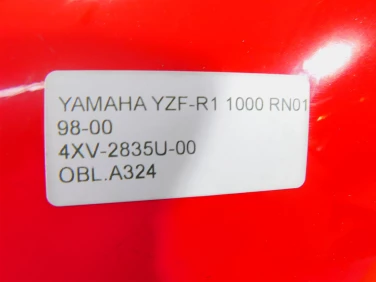 YAMAHA YZF-R1 1000 RN01
98-00
4XV-2835U-00
OBL.A324